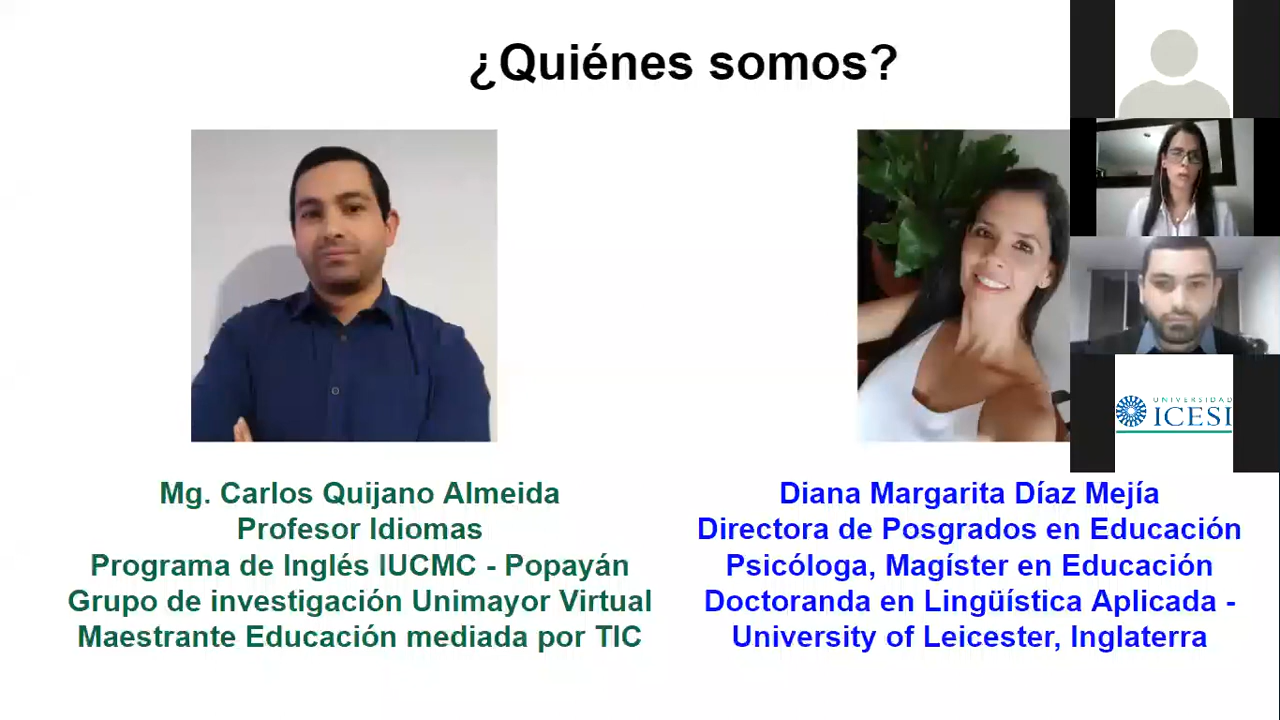 ¿Quiénes somos?
Mg. Carlos Quijano Almeida
Profesor Idiomas
Programa de Inglés IUCMC - Popayán
Grupo de investigación Unimayor Virtual
Maestrante Educación mediada por TIC
Diana Margarita Díaz Mejía
Directora de Posgrados en Educación
Psicóloga, Magíster en Educación
Doctoranda en Lingüística Aplicada -
University of Leicester, Inglaterra
UNIVERSIDAD
ICESI